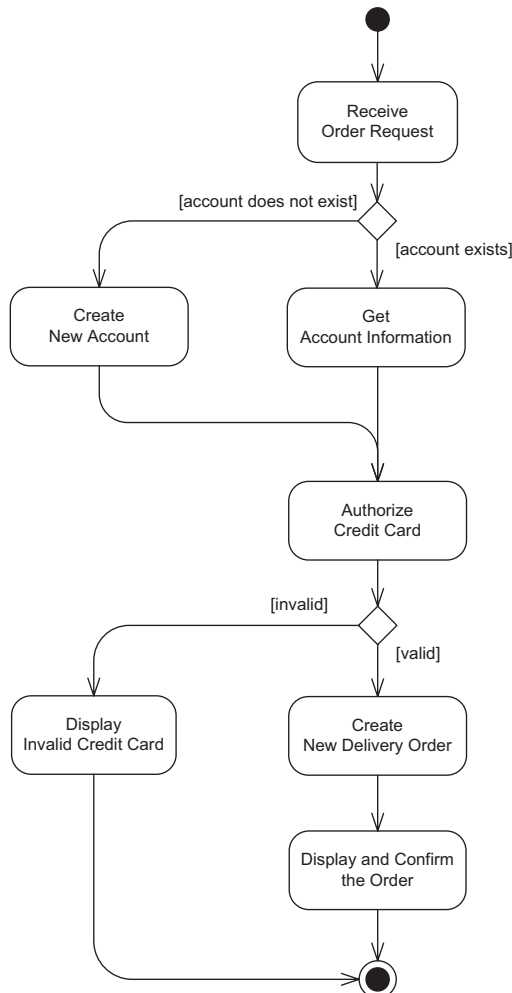 Receive
Order Request
[account does not exist]
[account exists]
Create
New Account
Get
Account Information
Authorize
Credit Card
[invalid]
[valid]
Display
Invalid Credit Card
Create
New Delivery Order
Display and Confirm
the Order